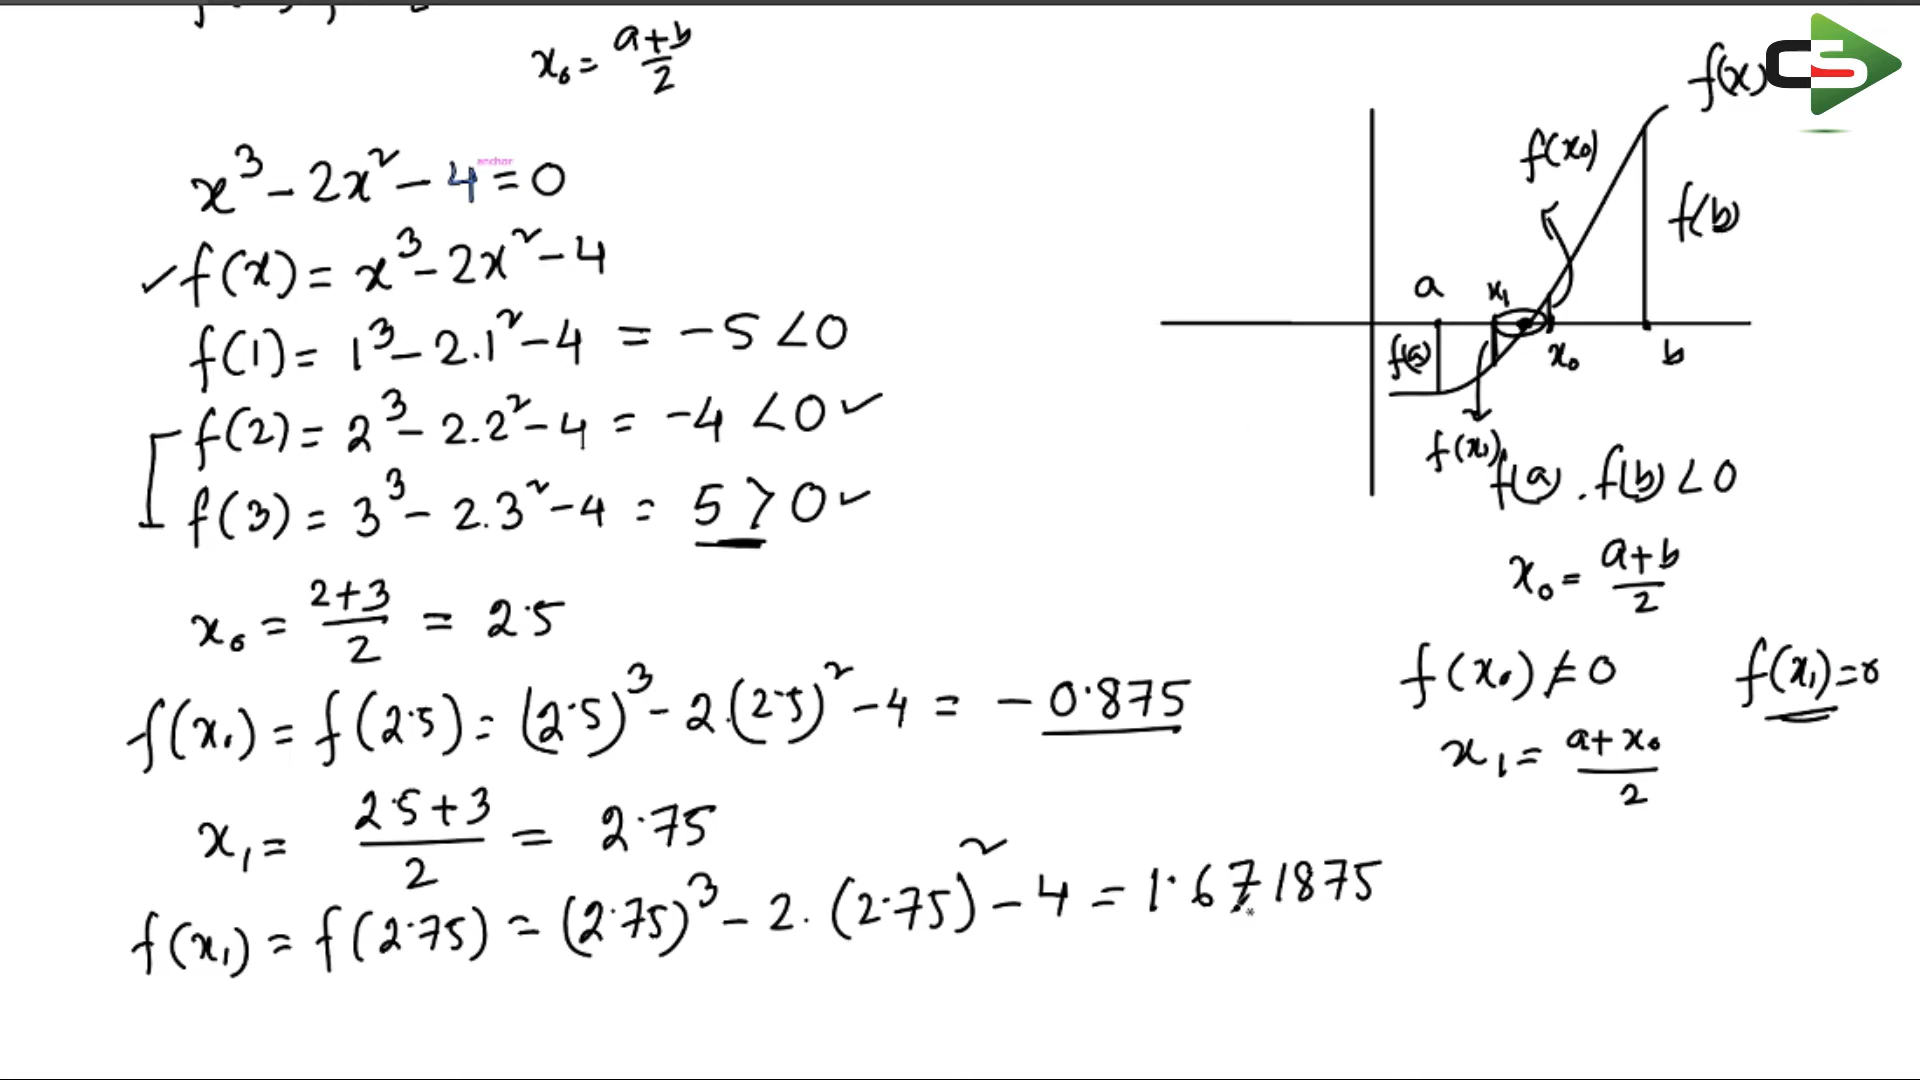 x₀ = a+b/2
x³ - 2x² - 4 = 0
anchor
✓ f(x) = x³ - 2x² - 4
f(1) = 1³ - 2.1² - 4 = -5 < 0
f(2) = 2³ - 2.2² - 4 = -4 < 0 ✓
f(3) = 3³ - 2.3² - 4 = 5 > 0 ✓
x₀ = 2+3/2 = 2.5
f(x₀) = f(2.5) = (2.5)³ - 2.(2.5)² - 4 = -0.875
x₁ = 2.5+3/2 = 2.75
f(x₁) = f(2.75) = (2.75)³ - 2.(2.75)² - 4 = 1.671875
CS
f(x)
f(x₀)
f(b)
a
x₁
f(a)
x₀
b
f(x₁)
f(a).f(b) < 0
x₀ = a+b/2
f(x₀) ≠ 0
f(x₁) = 0
x₁ = a+x₀/2